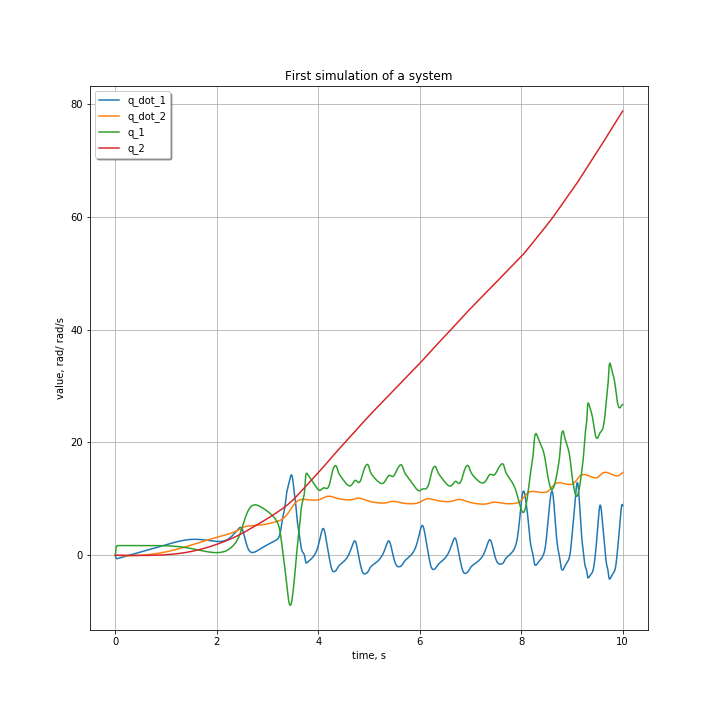 First simulation of a system
q_dot_1
q_dot_2
q_1
q_2
80
60
40
20
0
value, rad/ rad/s
0 2 4 6 8 10
time, s